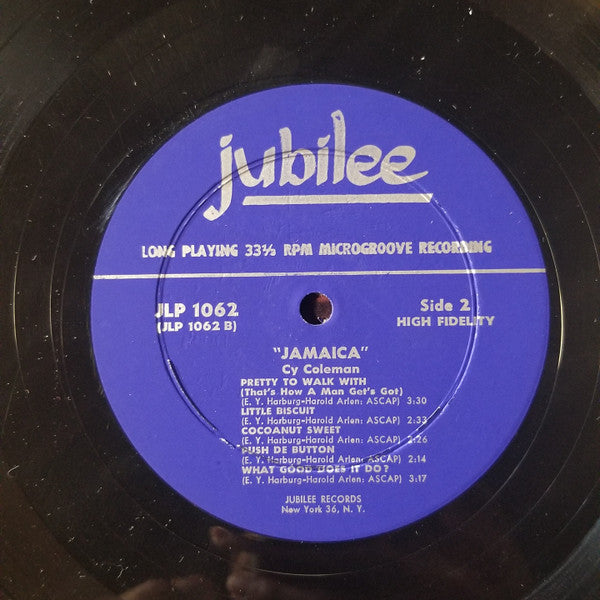 jubilee
LONG PLAYING 33⅓ RPM MICROGROOVE RECORDING
JLP 1062
(JLP 1062 B)
Side 2
HIGH FIDELITY
"JAMAICA"
Cy Coleman
PRETTY TO WALK WITH
(That's How A Man Get's Got)
(E. Y. Harburg-Harold Arlen: ASCAP) 3:30
LITTLE BISCUIT
(E. Y. Harburg-Harold Arlen: ASCAP) 2:33
COCOANUT SWEET
(E. Y. Harburg-Harold Arlen: ASCAP) 2:26
PUSH DE BUTTON
(E. Y. Harburg-Harold Arlen: ASCAP) 2:14
WHAT GOOD DOES IT DO?
(E. Y. Harburg-Harold Arlen: ASCAP) 3:17
JUBILEE RECORDS
New York 36, N. Y.